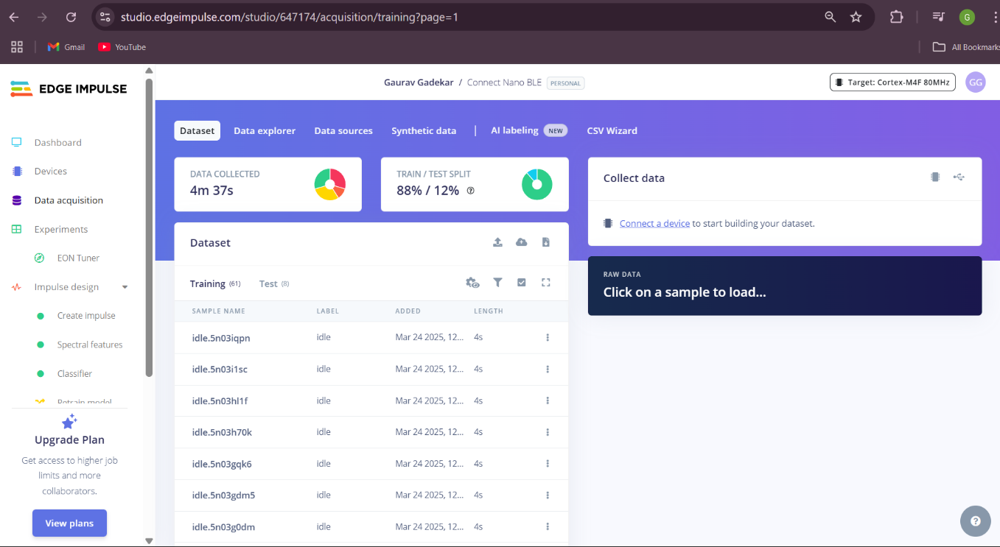 studio.edgeimpulse.com/studio/647174/acquisition/training?page=1
G
Gmail
YouTube
All Bookmarks
EDGE IMPULSE
Gaurav Gadekar / Connect Nano BLE PERSONAL
Target: Cortex-M4F 80MHz
GG
Dashboard
Devices
Data acquisition
Experiments
EON Tuner
Impulse design
Create impulse
Spectral features
Classifier
Retrain model
Upgrade Plan
Get access to higher job
limits and more
collaborators.
View plans
Dataset Data explorer Data sources Synthetic data | AI labeling NEW CSV Wizard
DATA COLLECTED
4m 37s
TRAIN / TEST SPLIT
88% / 12% ?
Dataset
Training (61) Test (8)
SAMPLE NAME LABEL ADDED LENGTH
idle.5n03iqpn idle Mar 24 2025, 12... 4s
idle.5n03i1sc idle Mar 24 2025, 12... 4s
idle.5n03hl1f idle Mar 24 2025, 12... 4s
idle.5n03h70k idle Mar 24 2025, 12... 4s
idle.5n03gqk6 idle Mar 24 2025, 12... 4s
idle.5n03gdm5 idle Mar 24 2025, 12... 4s
idle.5n03g0dm idle Mar 24 2025, 12... 4s
Collect data
Connect a device to start building your dataset.
RAW DATA
Click on a sample to load...
?